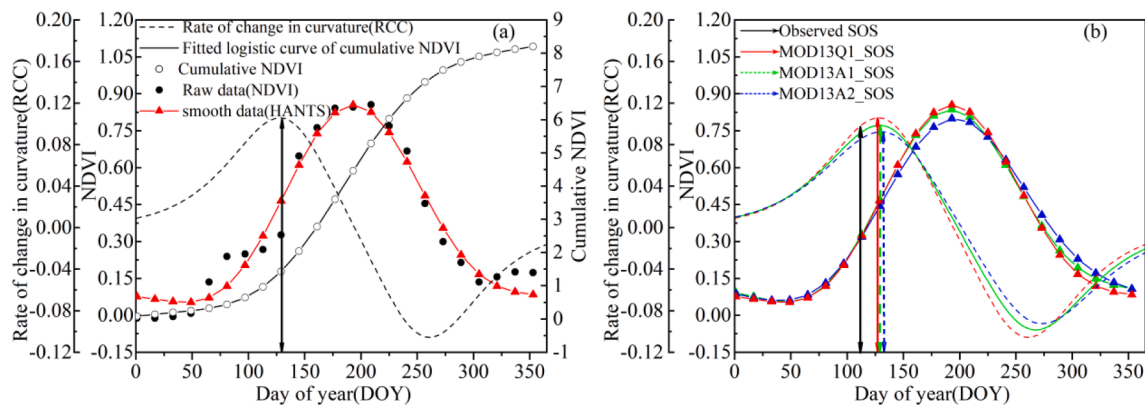 (a)
Rate of change in curvature(RCC)
Fitted logistic curve of cumulative NDVI
Cumulative NDVI
Raw data(NDVI)
smooth data(HANTS)
Rate of change in curvature(RCC)
0.20
0.16
0.12
0.08
0.04
0.00
-0.04
-0.08
-0.12
NDVI
1.20
1.05
0.90
0.75
0.60
0.45
0.30
0.15
0.00
-0.15
Cumulative NDVI
9
8
7
6
5
4
3
2
1
0
-1
0 50 100 150 200 250 300 350
Day of year(DOY)
(b)
Observed SOS
MOD13Q1_SOS
MOD13A1_SOS
MOD13A2_SOS
Rate of change in curvature(RCC)
0.20
0.16
0.12
0.08
0.04
0.00
-0.04
-0.08
-0.12
NDVI
1.20
1.05
0.90
0.75
0.60
0.45
0.30
0.15
0.00
-0.15
0 50 100 150 200 250 300 350
Day of year(DOY)